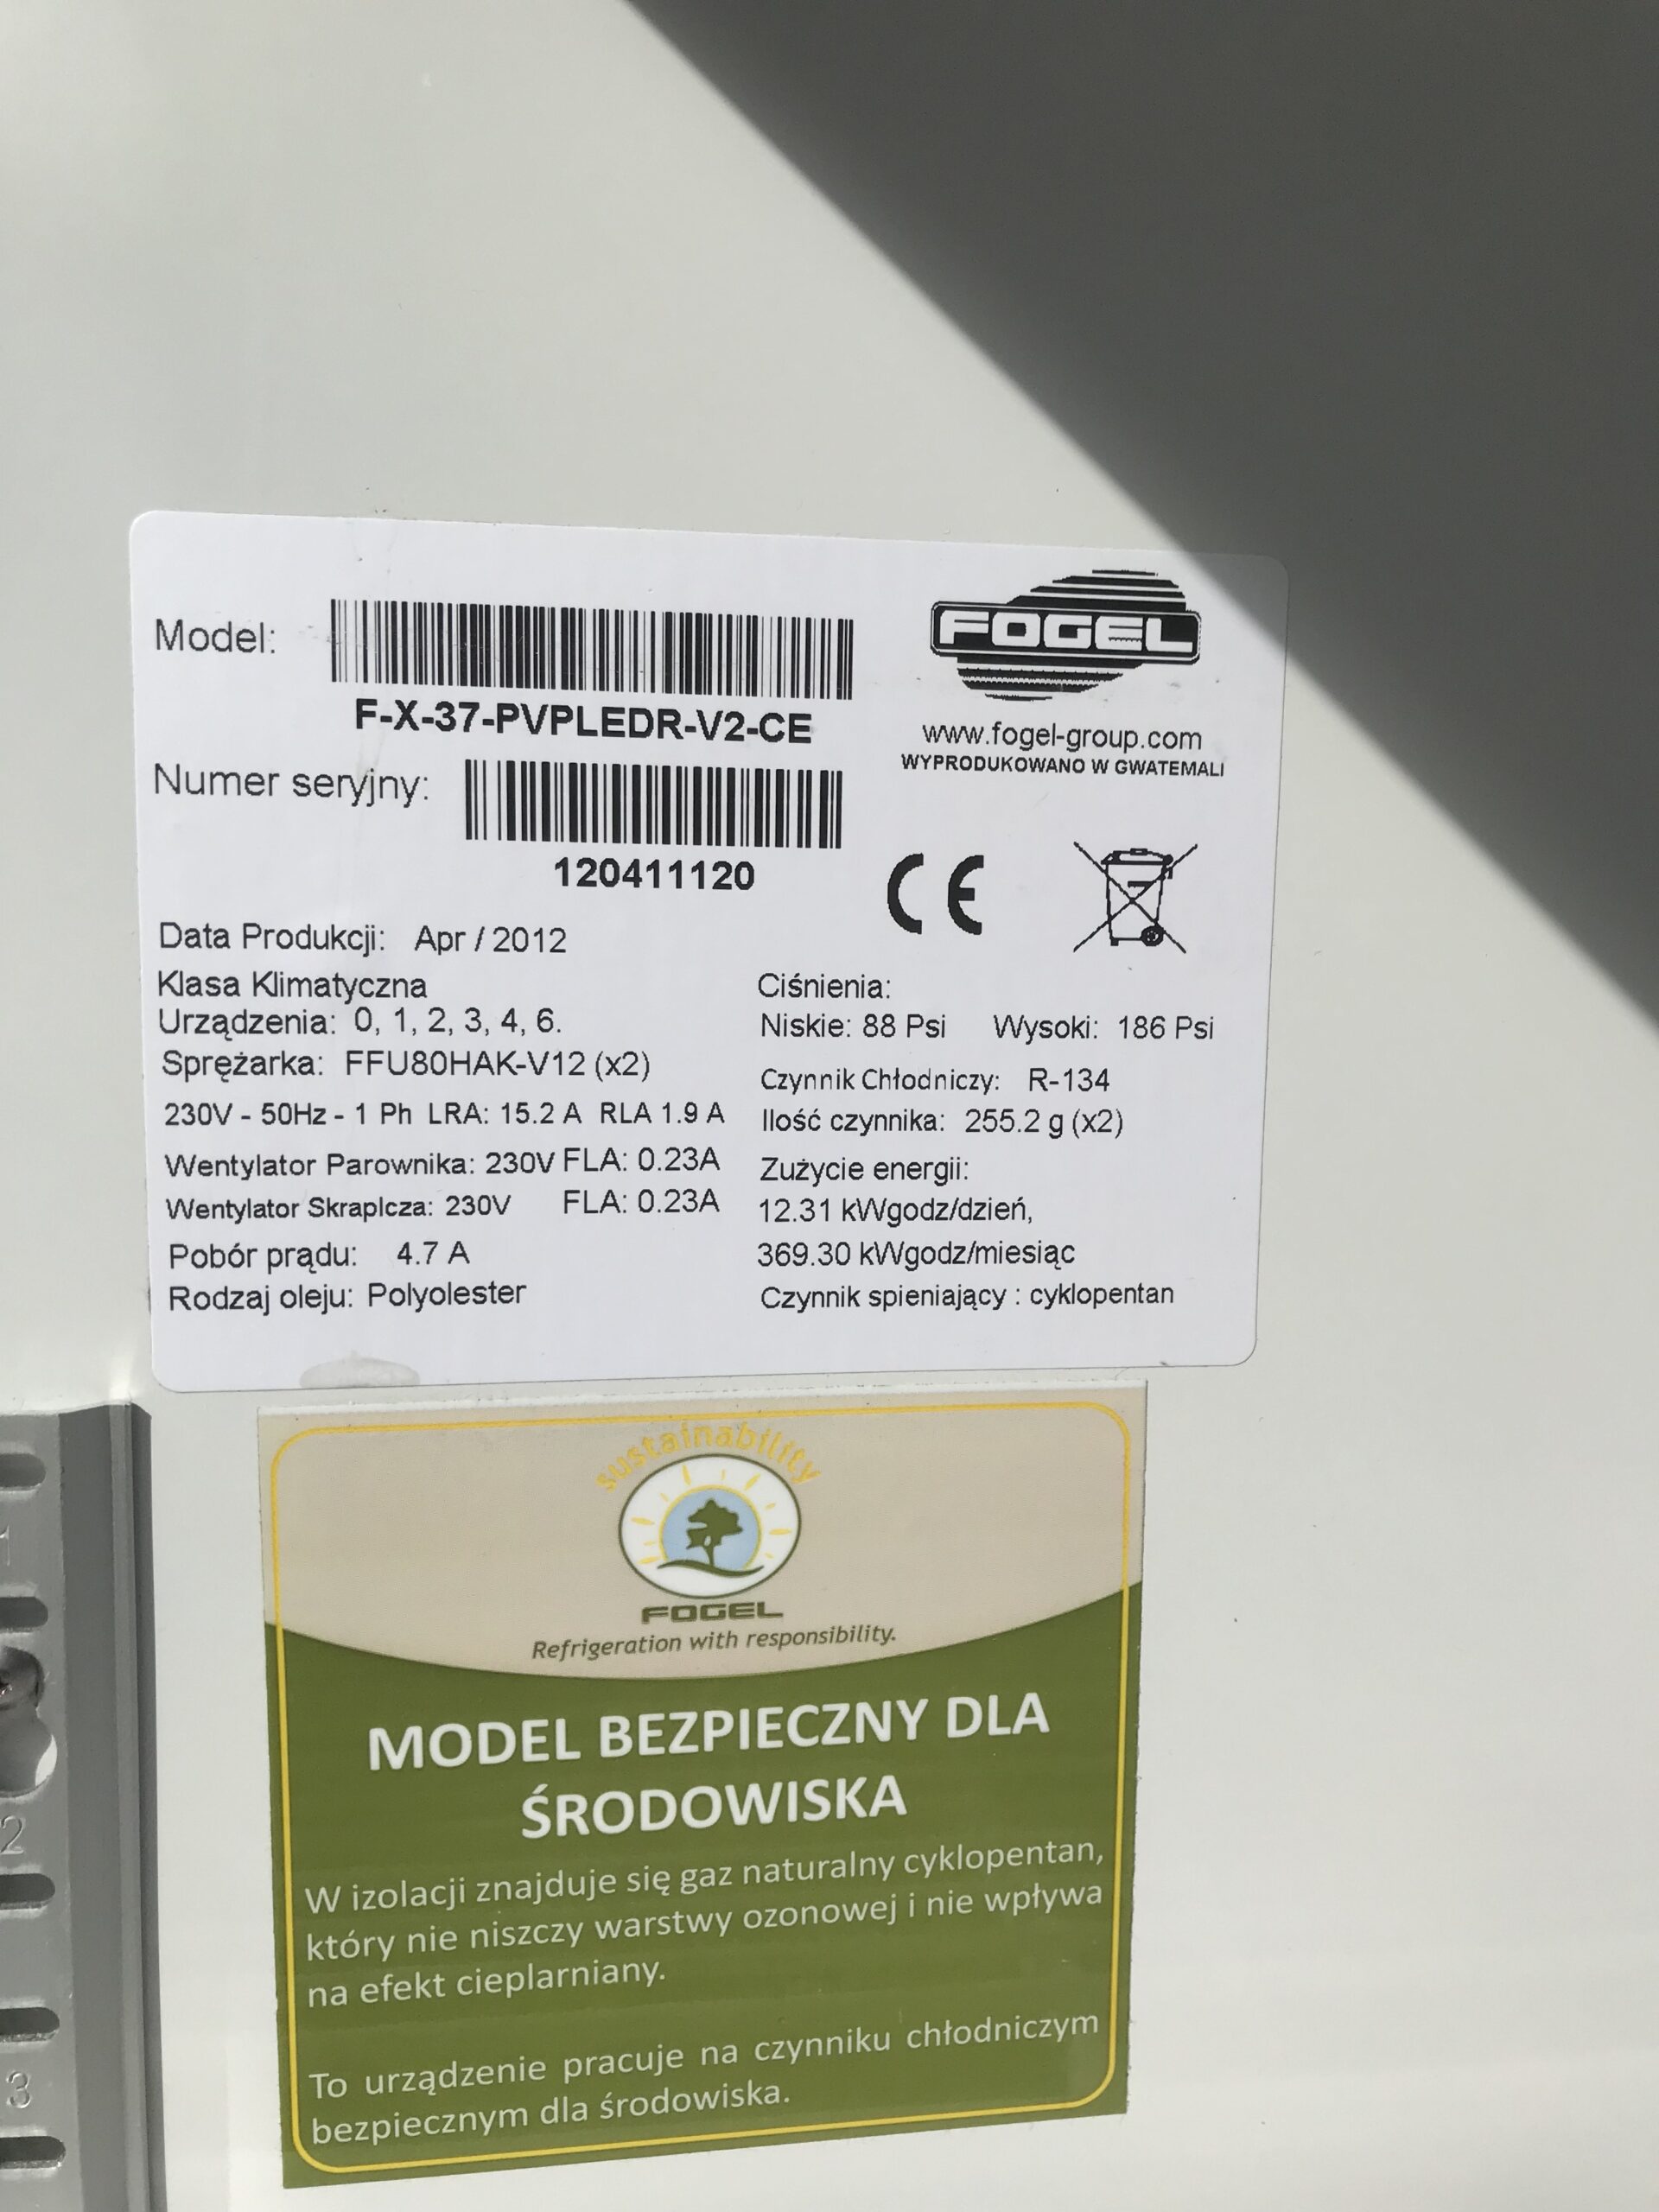 Model:
F-X-37-PVPLEDR-V2-CE
FOGEL
www.fogel-group.com
WYPRODUKOWANO W GWATEMALI
Numer seryjny:
120411120
CE
Data Produkcji: Apr / 2012
Klasa Klimatyczna
Urządzenia: 0, 1, 2, 3, 4, 6.
Sprężarka: FFU80HAK-V12 (x2)
230V - 50Hz - 1 Ph LRA: 15.2 A RLA 1.9 A
Wentylator Parownika: 230V FLA: 0.23A
Wentylator Skraplcza: 230V FLA: 0.23A
Pobór prądu: 4.7 A
Rodzaj oleju: Polyolester
Ciśnienia:
Niskie: 88 Psi Wysoki: 186 Psi
Czynnik Chłodniczy: R-134
Ilość czynnika: 255.2 g (x2)
Zużycie energii:
12.31 kWgodz/dzień,
369.30 kWgodz/miesiąc
Czynnik spieniający : cyklopentan
sustainability
FOGEL
Refrigeration with responsibility.
MODEL BEZPIECZNY DLA
ŚRODOWISKA
W izolacji znajduje się gaz naturalny cyklopentan,
który nie niszczy warstwy ozonowej i nie wpływa
na efekt cieplarniany.
To urządzenie pracuje na czynniku chłodniczym
bezpiecznym dla środowiska.
1
2
3